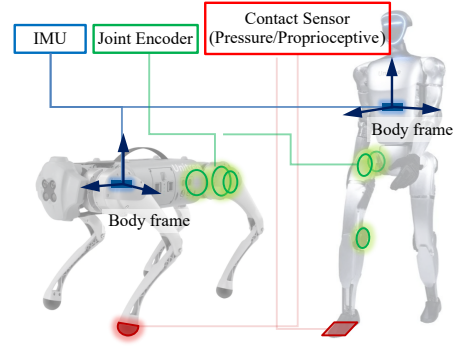 IMU
Joint Encoder
Contact Sensor
(Pressure/Proprioceptive)
Body frame
Body frame